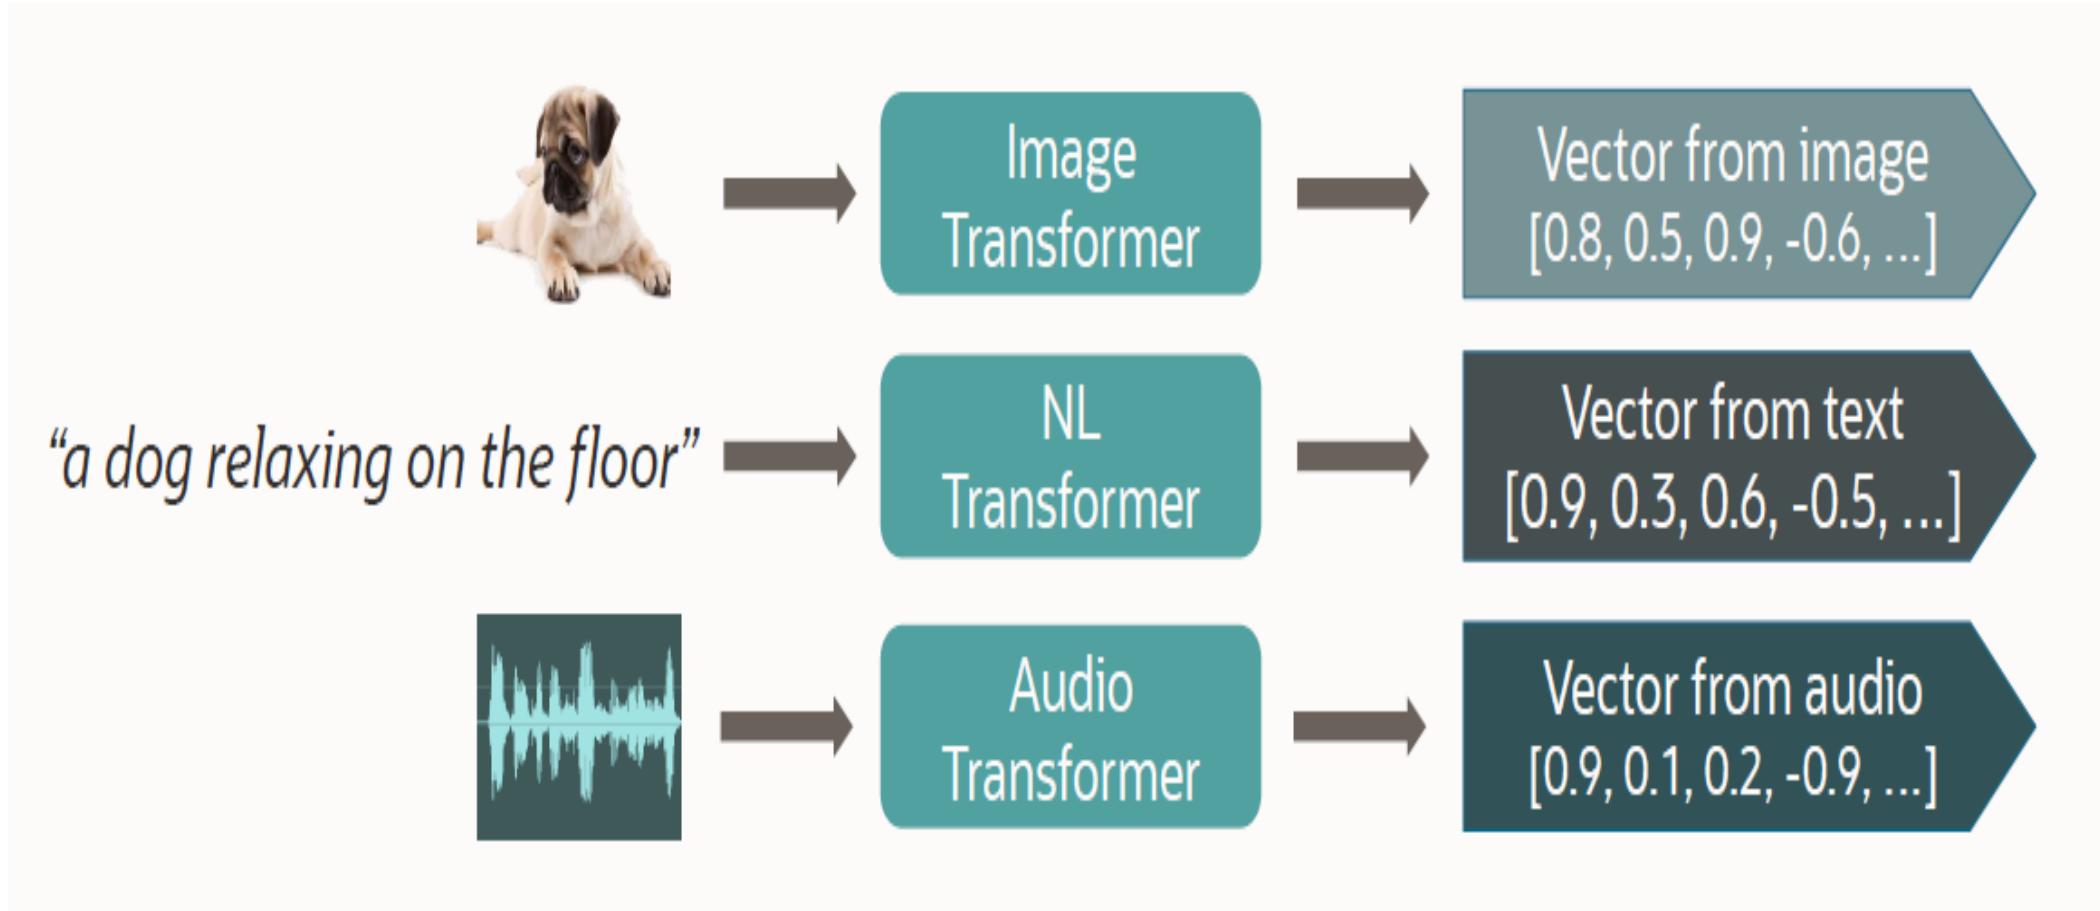 Image
Transformer
Vector from image
[0.8, 0.5, 0.9, -0.6, ...]
“a dog relaxing on the floor”
NL
Transformer
Vector from text
[0.9, 0.3, 0.6, -0.5, ...]
Audio
Transformer
Vector from audio
[0.9, 0.1, 0.2, -0.9, ...]